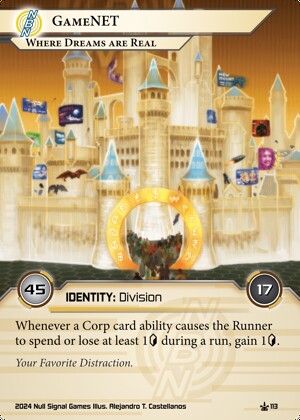 NBN
GameNET
Where Dreams are Real
45
IDENTITY: Division
17
Whenever a Corp card ability causes the Runner
to spend or lose at least 1 during a run, gain 1.
Your Favorite Distraction.
2024 Null Signal Games Illus. Alejandro T. Castellanos
113